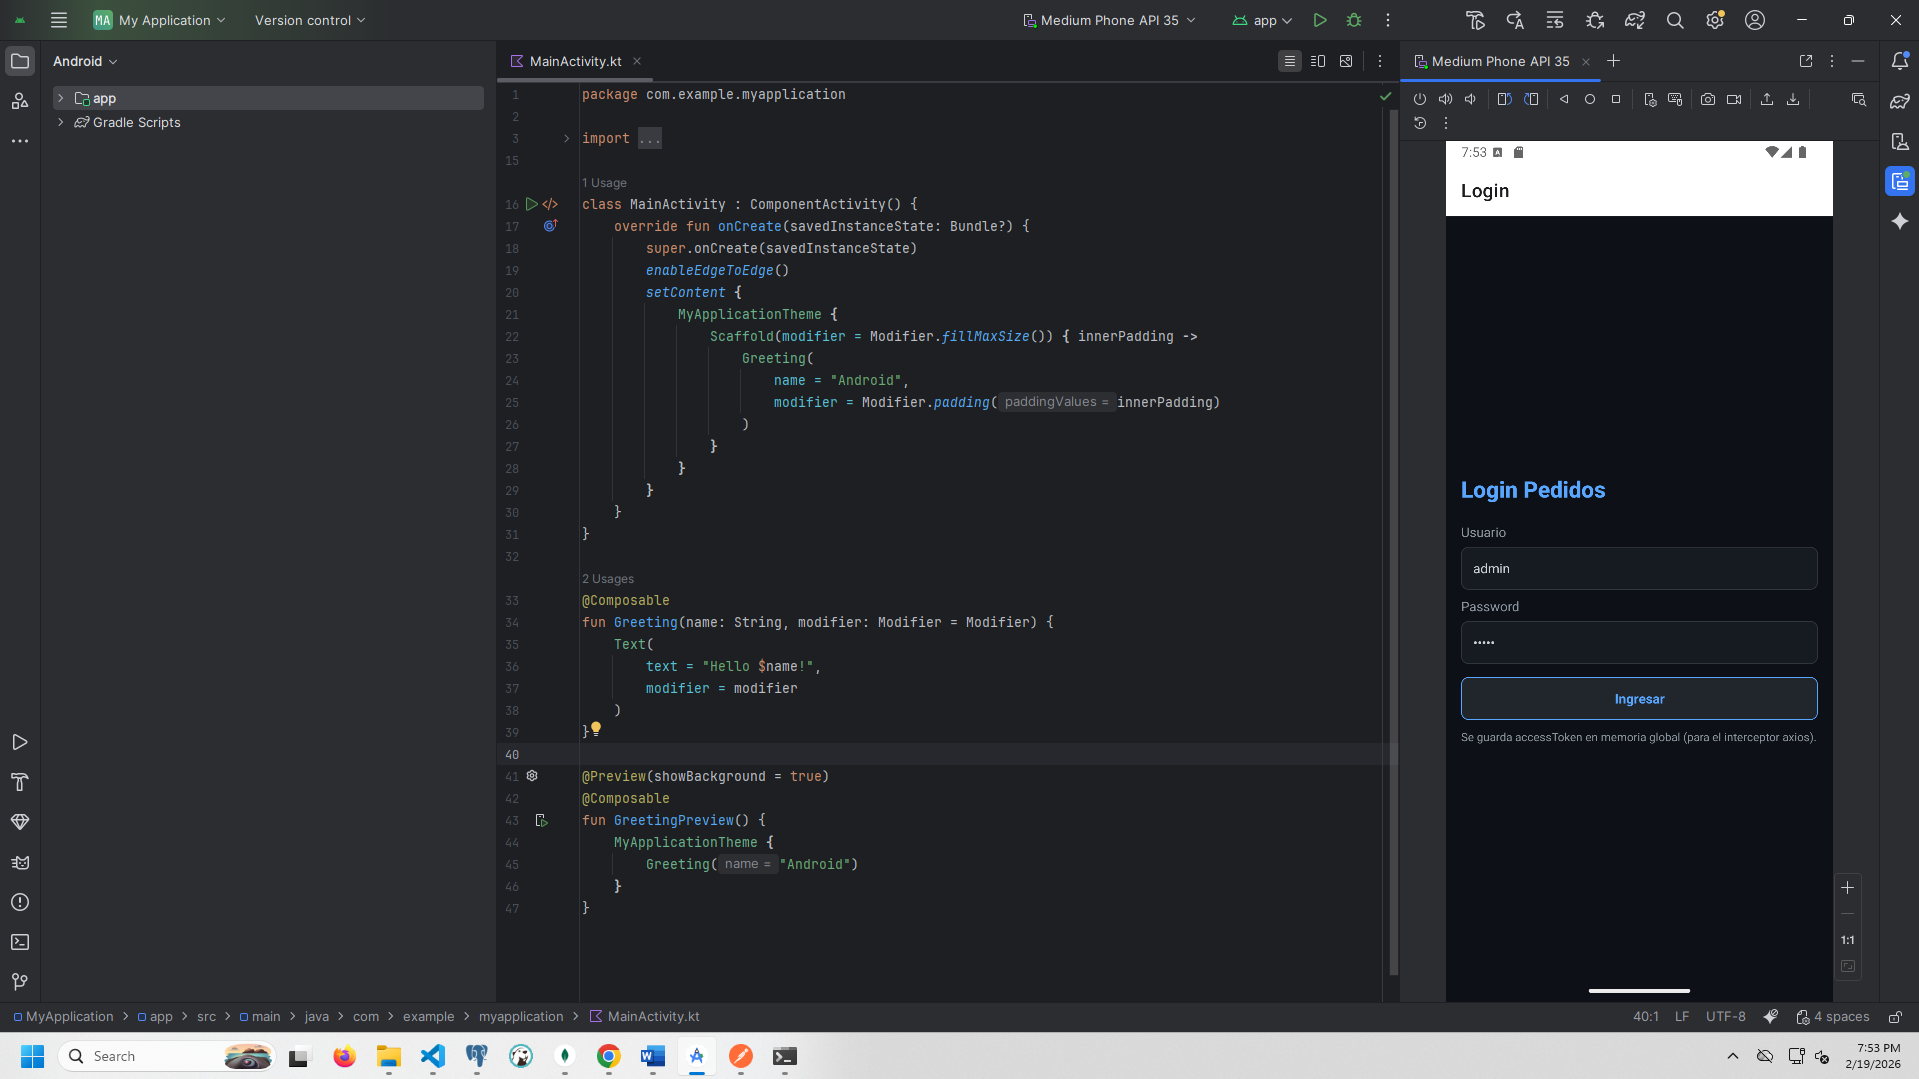 MA My Application
Version control
Medium Phone API 35
app
Android
MainActivity.kt
Medium Phone API 35
app
Gradle Scripts
1 package com.example.myapplication
2
3 import ...
15
1 Usage
16 class MainActivity : ComponentActivity() {
17 override fun onCreate(savedInstanceState: Bundle?) {
18 super.onCreate(savedInstanceState)
19 enableEdgeToEdge()
20 setContent {
21 MyApplicationTheme {
22 Scaffold(modifier = Modifier.fillMaxSize()) { innerPadding ->
23 Greeting(
24 name = "Android",
25 modifier = Modifier.padding( paddingValues = innerPadding)
26 )
27 }
28 }
29 }
30 }
31 }
32
2 Usages
33 @Composable
34 fun Greeting(name: String, modifier: Modifier = Modifier) {
35 Text(
36 text = "Hello $name!",
37 modifier = modifier
38 )
39 }
40
41 @Preview(showBackground = true)
42 @Composable
43 fun GreetingPreview() {
44 MyApplicationTheme {
45 Greeting( name = "Android")
46 }
47 }
7:53
Login
Login Pedidos
Usuario
admin
Password
•••••
Ingresar
Se guarda accessToken en memoria global (para el interceptor axios).
1:1
MyApplication > app > src > main > java > com > example > myapplication > MainActivity.kt
40:1 LF UTF-8 4 spaces
Search
7:53 PM
2/19/2026